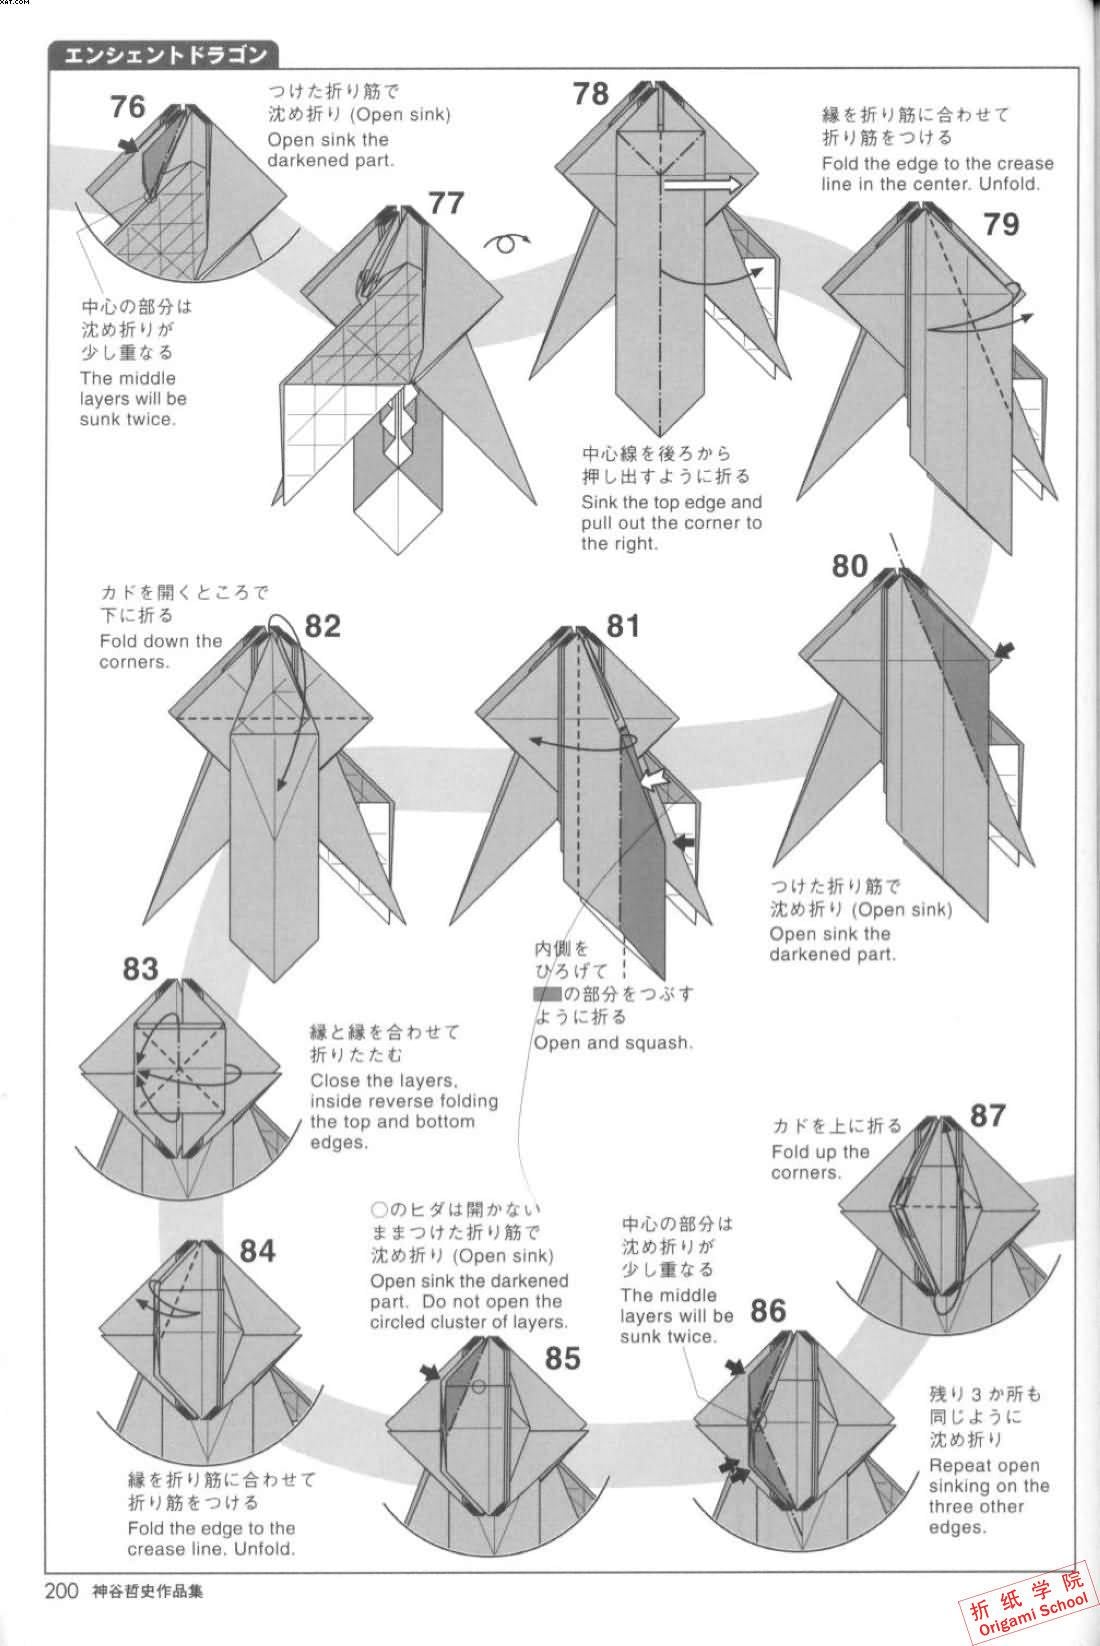 XAT.COM
エンシェントドラゴン
76
つけた折り筋で
沈め折り (Open sink)
Open sink the
darkened part.
中心の部分は
沈め折りが
少し重なる
The middle
layers will be
sunk twice.
77
78
中心線を後ろから
押し出すように折る
Sink the top edge and
pull out the corner to
the right.
縁を折り筋に合わせて
折り筋をつける
Fold the edge to the crease
line in the center. Unfold.
79
80
つけた折り筋で
沈め折り (Open sink)
Open sink the
darkened part.
81
内側を
ひろげて
の部分をつぶす
ように折る
Open and squash.
カドを開くところで
下に折る
Fold down the
corners.
82
83
縁と縁を合わせて
折りたたむ
Close the layers,
inside reverse folding
the top and bottom
edges.
84
縁を折り筋に合わせて
折り筋をつける
Fold the edge to the
crease line. Unfold.
○のヒダは開かない
ままつけた折り筋で
沈め折り (Open sink)
Open sink the darkened
part. Do not open the
circled cluster of layers.
85
中心の部分は
沈め折りが
少し重なる
The middle
layers will be
sunk twice.
86
残り3か所も
同じように
沈め折り
Repeat open
sinking on the
three other
edges.
カドを上に折る
Fold up the
corners.
87
200 神谷哲史作品集
折纸学院
Origami School